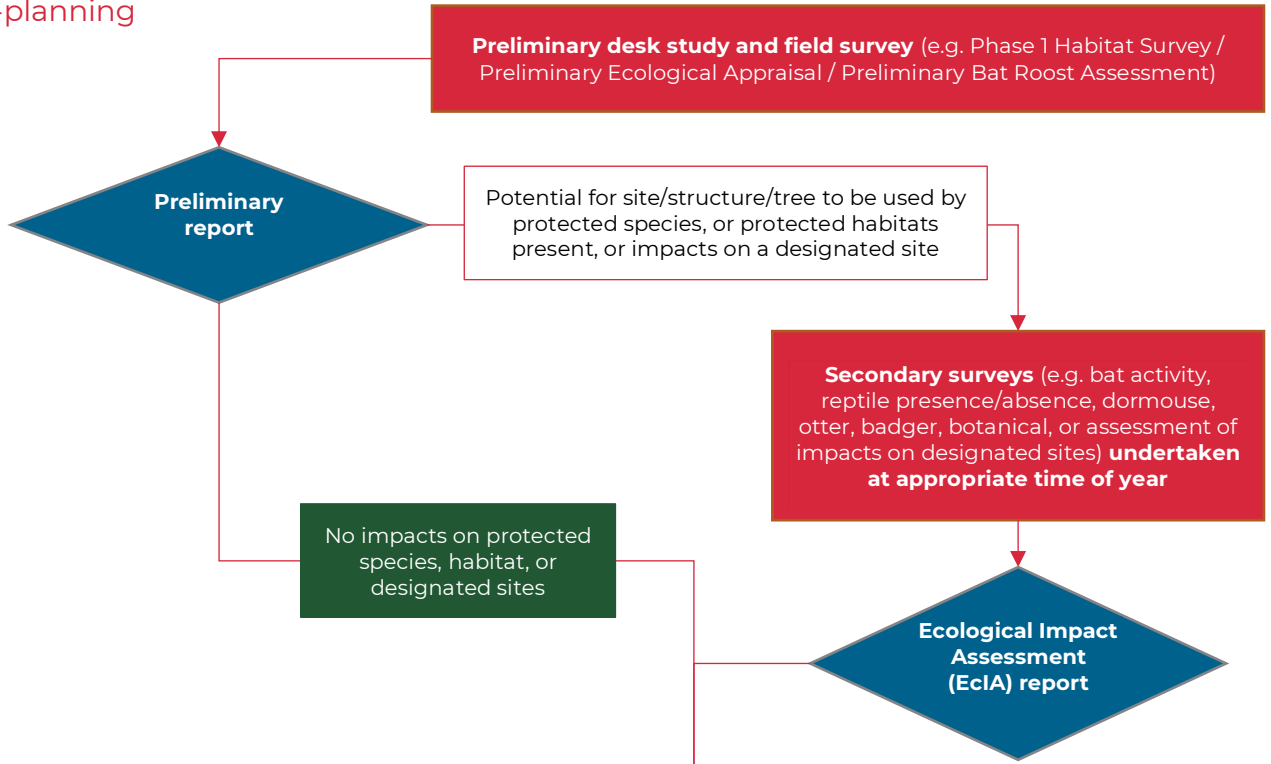 -planning
Preliminary desk study and field survey (e.g. Phase 1 Habitat Survey /
Preliminary Ecological Appraisal / Preliminary Bat Roost Assessment)
Preliminary
report
Potential for site/structure/tree to be used by
protected species, or protected habitats
present, or impacts on a designated site
Secondary surveys (e.g. bat activity,
reptile presence/absence, dormouse,
otter, badger, botanical, or assessment of
impacts on designated sites) undertaken
at appropriate time of year
No impacts on protected
species, habitat, or
designated sites
Ecological Impact
Assessment
(EcIA) report